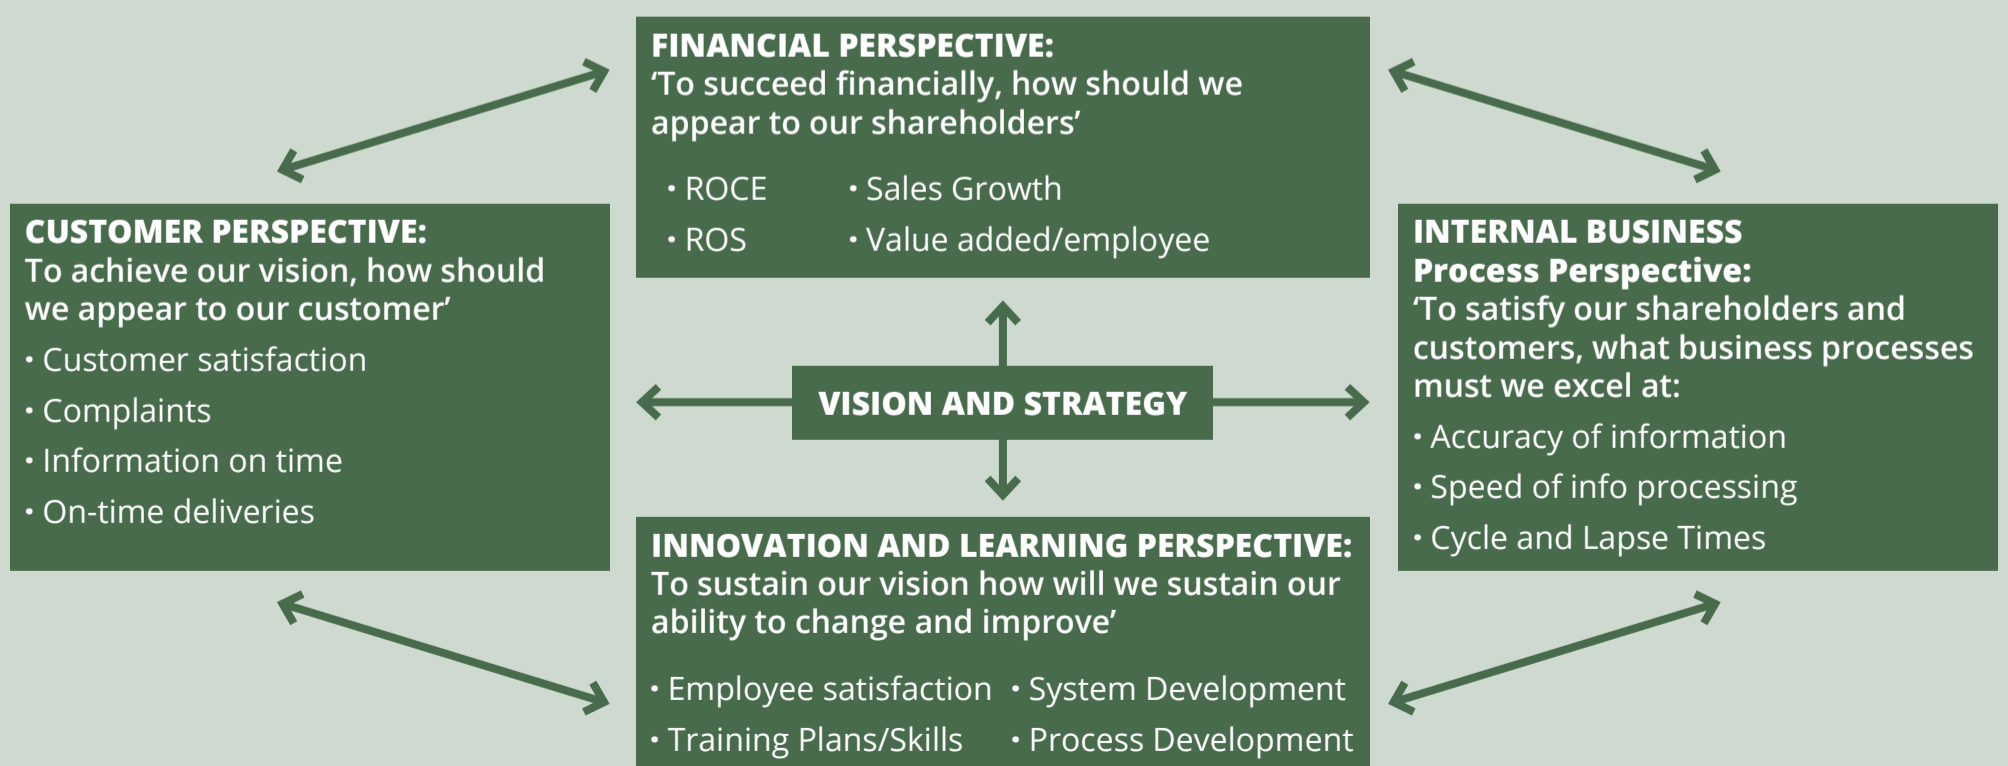 FINANCIAL PERSPECTIVE:
‘To succeed financially, how should we
appear to our shareholders’
• ROCE
• Sales Growth
• ROS
• Value added/employee
CUSTOMER PERSPECTIVE:
To achieve our vision, how should
we appear to our customer’
• Customer satisfaction
• Complaints
• Information on time
• On-time deliveries
VISION AND STRATEGY
INTERNAL BUSINESS
Process Perspective:
‘To satisfy our shareholders and
customers, what business processes
must we excel at:
• Accuracy of information
• Speed of info processing
• Cycle and Lapse Times
INNOVATION AND LEARNING PERSPECTIVE:
To sustain our vision how will we sustain our
ability to change and improve’
• Employee satisfaction
• System Development
• Training Plans/Skills
• Process Development